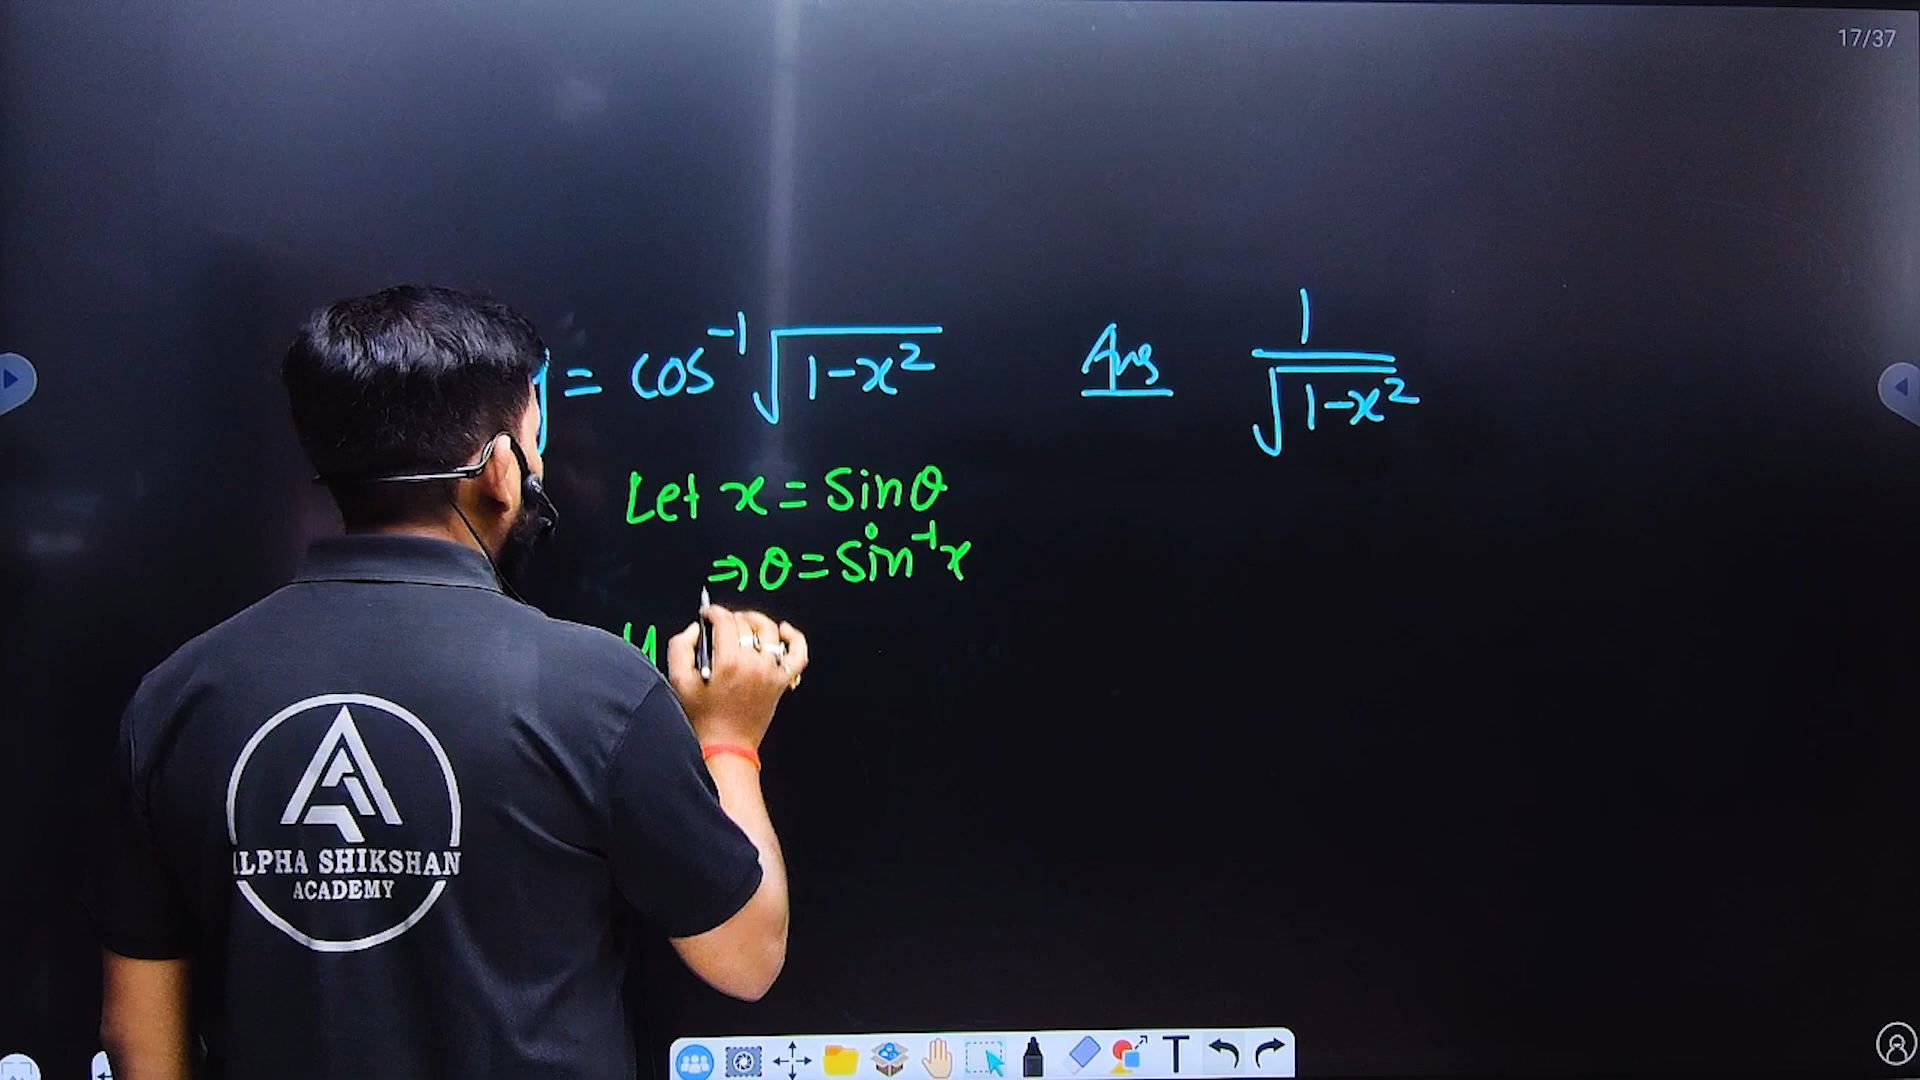 17/37
y = cos⁻¹ √(1-x²) Ans 1/√(1-x²)
Let x = sinθ
⇒ θ = sin⁻¹x
y
ALPHA SHIKSHAN
ACADEMY
T